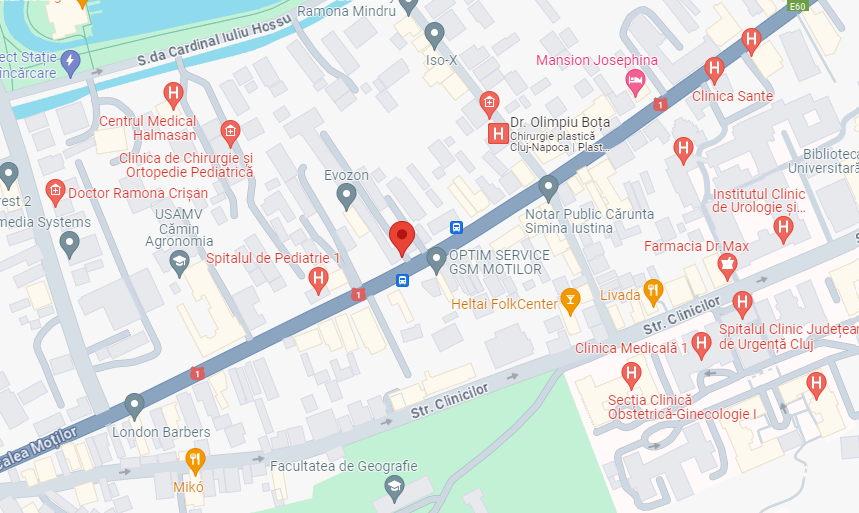 Ramona Mindru
E60
S.da Cardinal Iuliu Hossu
Iso-X
ect Stație
încărcare
Mansion Josephina
1
Clinica Sante
Centrul Medical
Halmasan
Dr. Olimpiu Boța
Chirurgie plastică
Cluj-Napoca | Plast...
Clinica de Chirurgie și
Ortopedie Pediatrică
Bibliotec
Universitară
Evozon
Doctor Ramona Crișan
rest 2
Institutul Clinic
de Urologie și...
USAMV
Cămin
Agronomia
media Systems
Notar Public Cărunta
Simina Iustina
Spitalul de Pediatrie 1
OPTIM SERVICE
GSM MOTILOR
Farmacia Dr.Max
1
Heltai FolkCenter
Livada
Str. Clinicilor
Spitalul Clinic Județean
de Urgență Cluj
Clinica Medicală 1
1
Str. Clinicilor
Secția Clinică
Obstetrică-Ginecologie I
London Barbers
Calea Moților
Mikó
Facultatea de Geografie